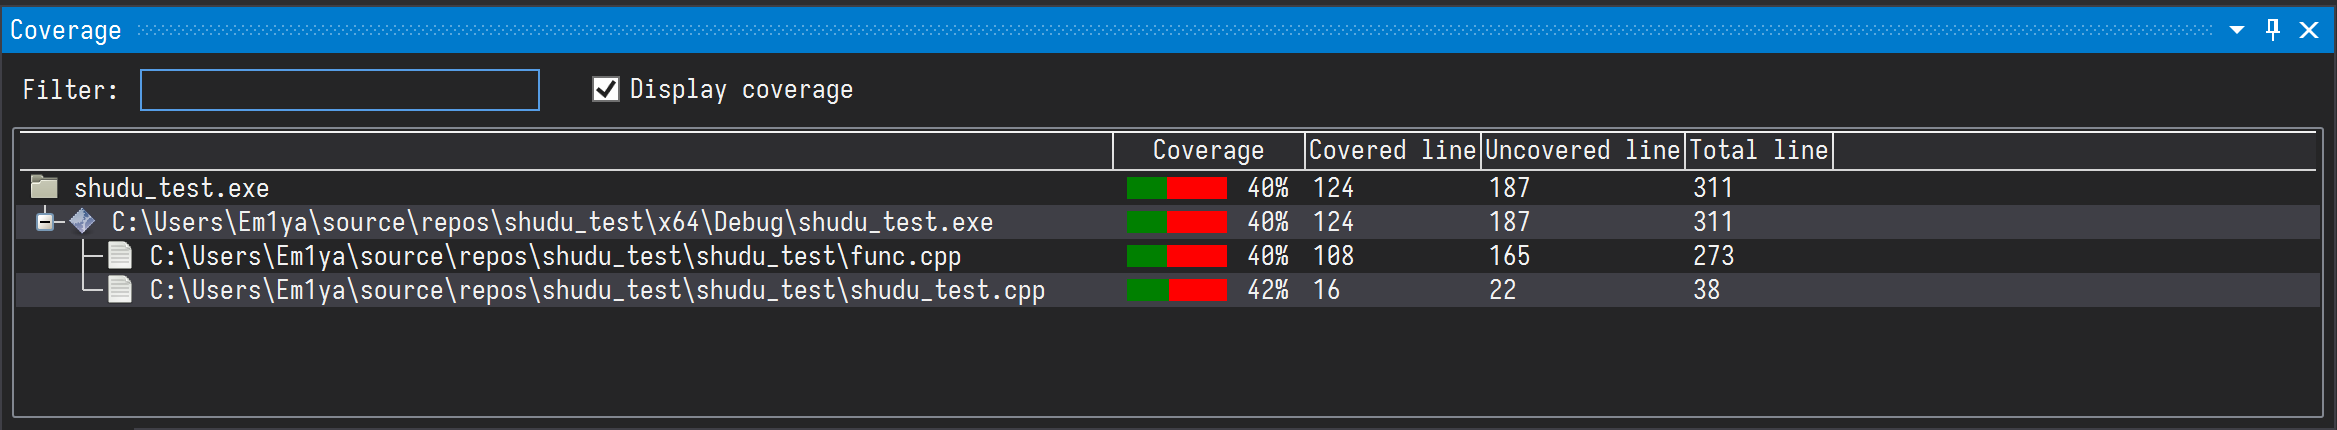 Coverage
Filter: Display coverage
Coverage Covered line Uncovered line Total line
shudu_test.exe 40% 124 187 311
C:\Users\Em1ya\source\repos\shudu_test\x64\Debug\shudu_test.exe 40% 124 187 311
C:\Users\Em1ya\source\repos\shudu_test\shudu_test\func.cpp 40% 108 165 273
C:\Users\Em1ya\source\repos\shudu_test\shudu_test\shudu_test.cpp 42% 16 22 38